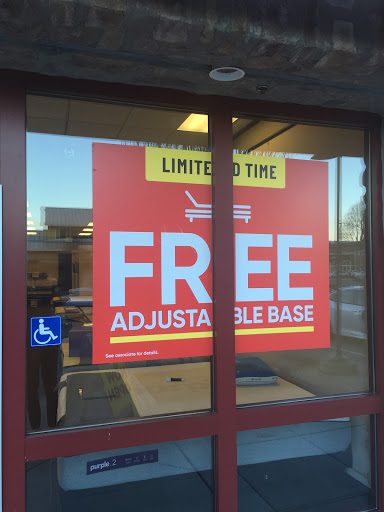 LIMITED TIME
FREE
ADJUSTABLE BASE
See associate for details.
purple.2